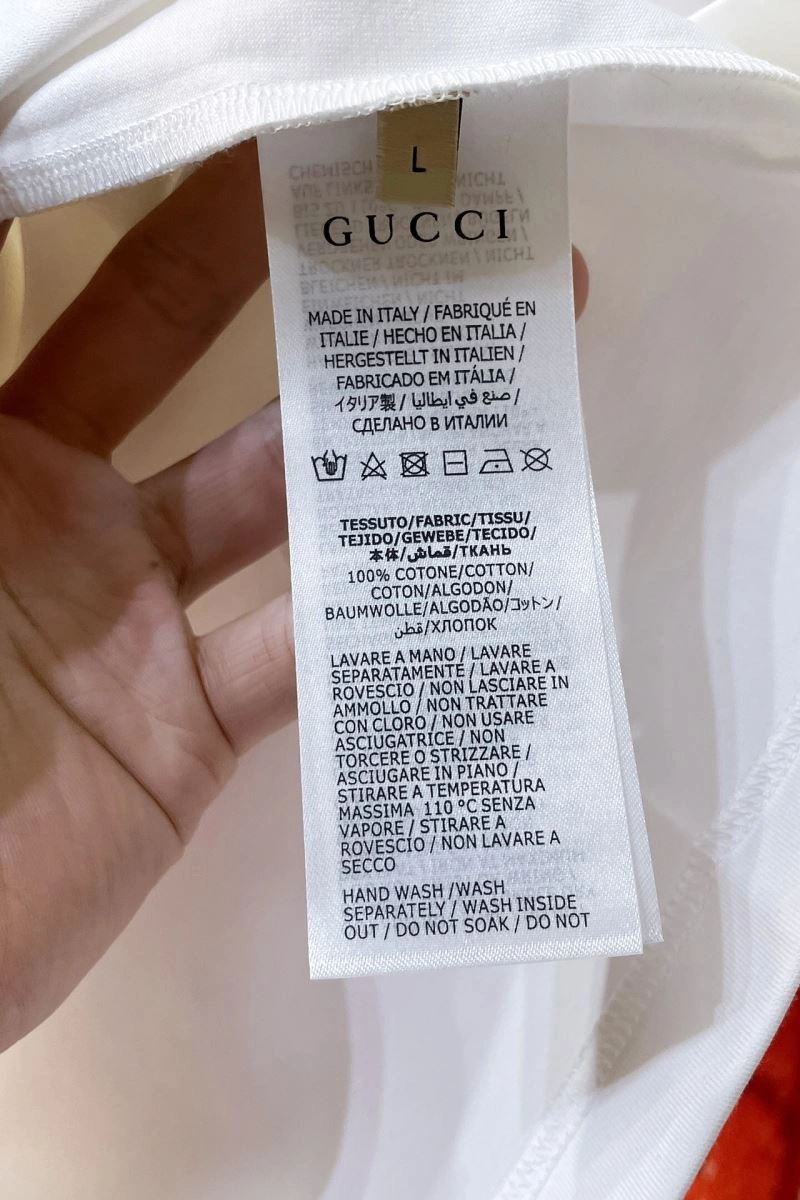 L
GUCCI
MADE IN ITALY / FABRIQUÉ EN
ITALIE / HECHO EN ITALIA /
HERGESTELLT IN ITALIEN /
FABRICADO EM ITÁLIA /
イタリア製 / صنع في ايطاليا /
СДЕЛАНО В ИТАЛИИ
TESSUTO/FABRIC/TISSU/
TEJIDO/GEWEBE/TECIDO/
本体/قماش/ТКАНЬ
100% COTONE/COTTON/
COTON/ALGODON/
BAUMWOLLE/ALGODÃO/コットン/
قطن/ХЛОПОК
LAVARE A MANO / LAVARE
SEPARATAMENTE / LAVARE A
ROVESCIO / NON LASCIARE IN
AMMOLLO / NON TRATTARE
CON CLORO / NON USARE
ASCIUGATRICE / NON
TORCERE O STRIZZARE /
ASCIUGARE IN PIANO /
STIRARE A TEMPERATURA
MASSIMA 110 °C SENZA
VAPORE / STIRARE A
ROVESCIO / NON LAVARE A
SECCO
HAND WASH /WASH
SEPARATELY / WASH INSIDE
OUT / DO NOT SOAK / DO NOT